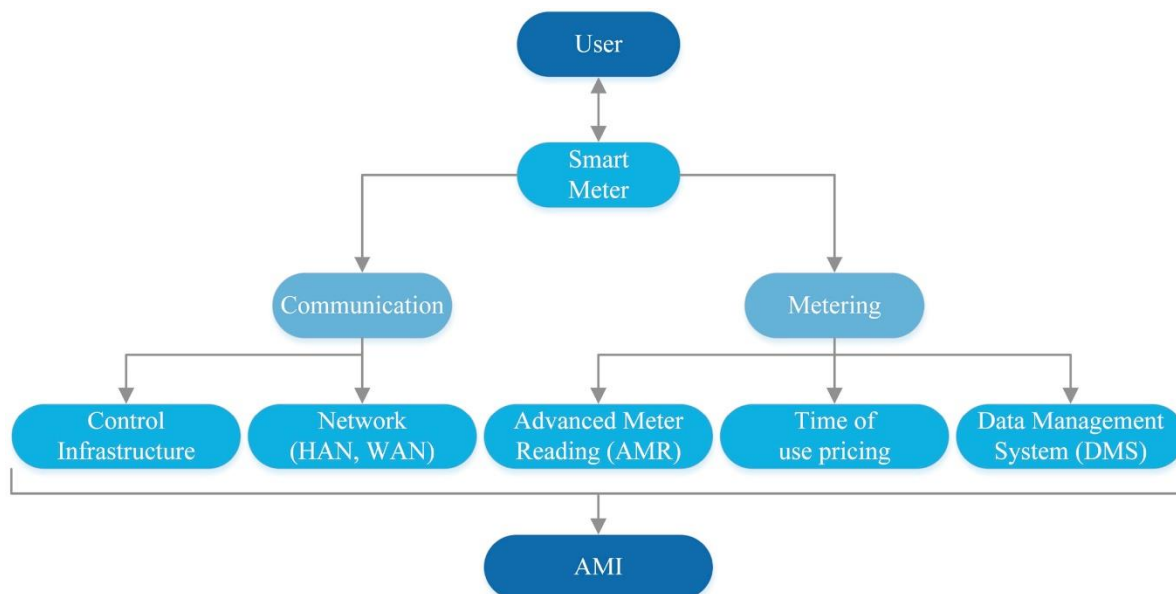 User
Smart
Meter
Communication
Metering
Control
Infrastructure
Network
(HAN, WAN)
Advanced Meter
Reading (AMR)
Time of
use pricing
Data Management
System (DMS)
AMI